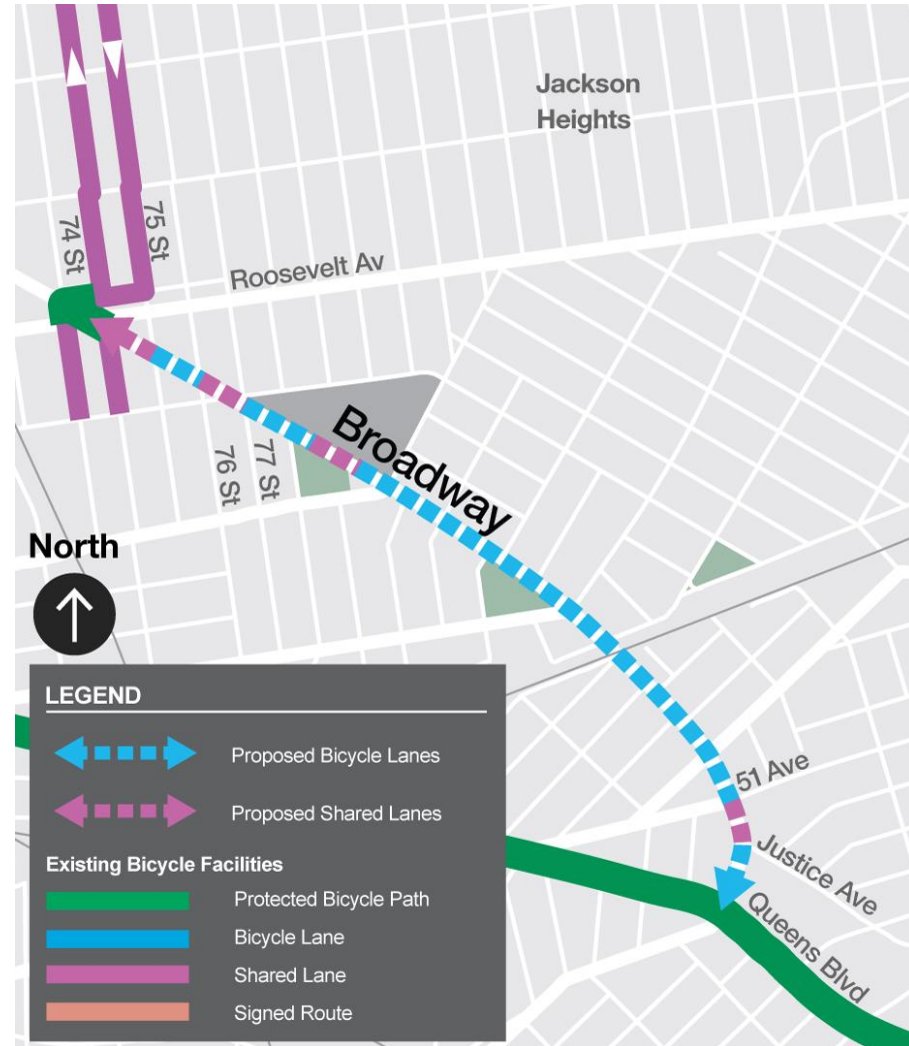 Jackson
Heights
74 St
75 St
Roosevelt Av
Broadway
76 St
77 St
North
51 Ave
Justice Ave
Queens Blvd
LEGEND
Proposed Bicycle Lanes
Proposed Shared Lanes
Existing Bicycle Facilities
Protected Bicycle Path
Bicycle Lane
Shared Lane
Signed Route